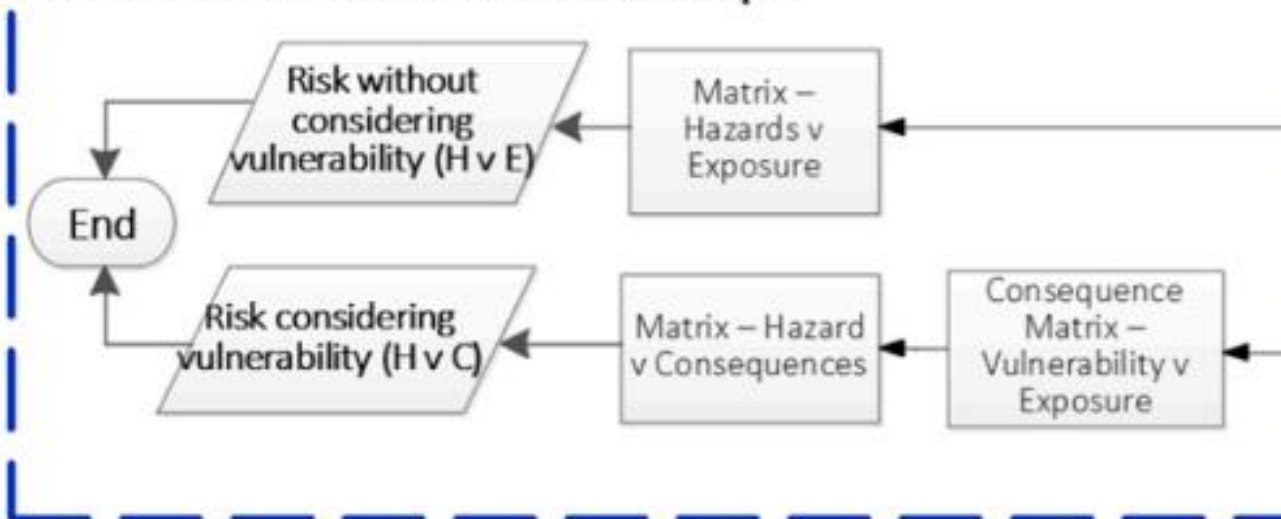 Risk without
considering
vulnerability (H v E)
Matrix –
Hazards v
Exposure
End
Risk considering
vulnerability (H v C)
Matrix – Hazard
v Consequences
Consequence
Matrix –
Vulnerability v
Exposure